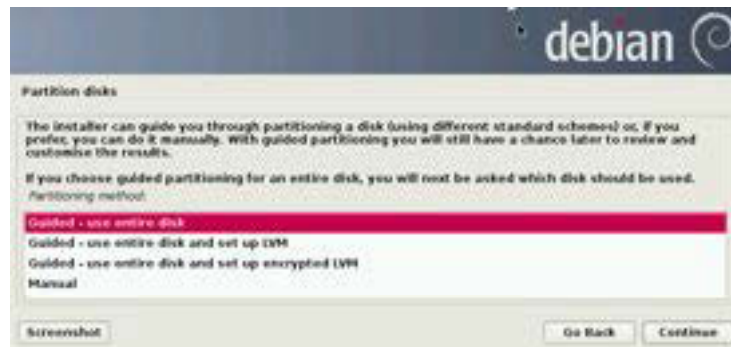 debian
Partition disks
The installer can guide you through partitioning a disk (using different standard schemes) or, if you
prefer, you can do it manually. With guided partitioning you will still have a chance later to review and
customise the results.
If you choose guided partitioning for an entire disk, you will next be asked which disk should be used.
Partitioning method:
Guided - use entire disk
Guided - use entire disk and set up LVM
Guided - use entire disk and set up encrypted LVM
Manual
Screenshot
Go Back
Continue